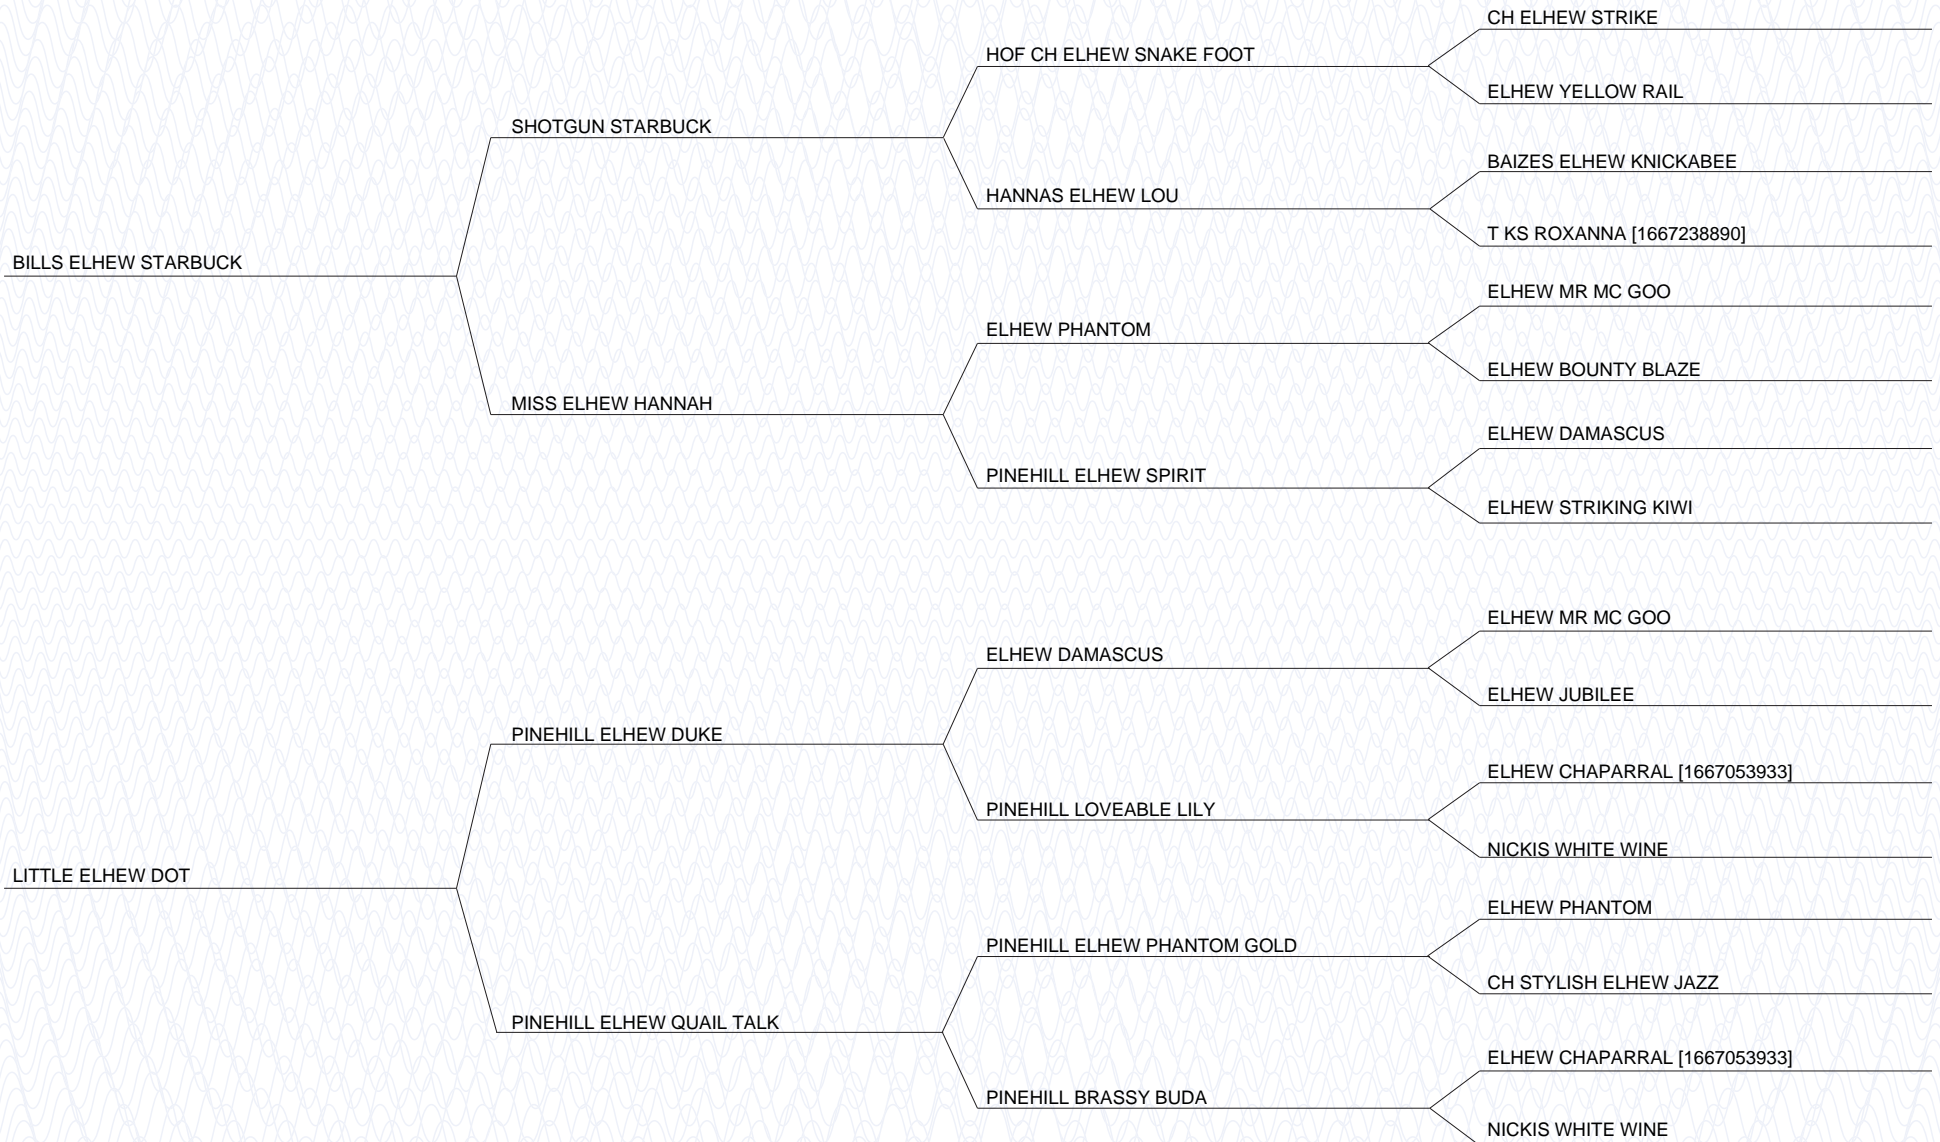 CH ELHEW STRIKE
HOF CH ELHEW SNAKE FOOT
ELHEW YELLOW RAIL
SHOTGUN STARBUCK
BAIZES ELHEW KNICKABEE
HANNAS ELHEW LOU
T KS ROXANNA [1667238890]
BILLS ELHEW STARBUCK
ELHEW MR MC GOO
ELHEW PHANTOM
ELHEW BOUNTY BLAZE
MISS ELHEW HANNAH
ELHEW DAMASCUS
PINEHILL ELHEW SPIRIT
ELHEW STRIKING KIWI
ELHEW MR MC GOO
ELHEW DAMASCUS
ELHEW JUBILEE
PINEHILL ELHEW DUKE
ELHEW CHAPARRAL [1667053933]
PINEHILL LOVEABLE LILY
NICKIS WHITE WINE
LITTLE ELHEW DOT
ELHEW PHANTOM
PINEHILL ELHEW PHANTOM GOLD
CH STYLISH ELHEW JAZZ
PINEHILL ELHEW QUAIL TALK
ELHEW CHAPARRAL [1667053933]
PINEHILL BRASSY BUDA
NICKIS WHITE WINE